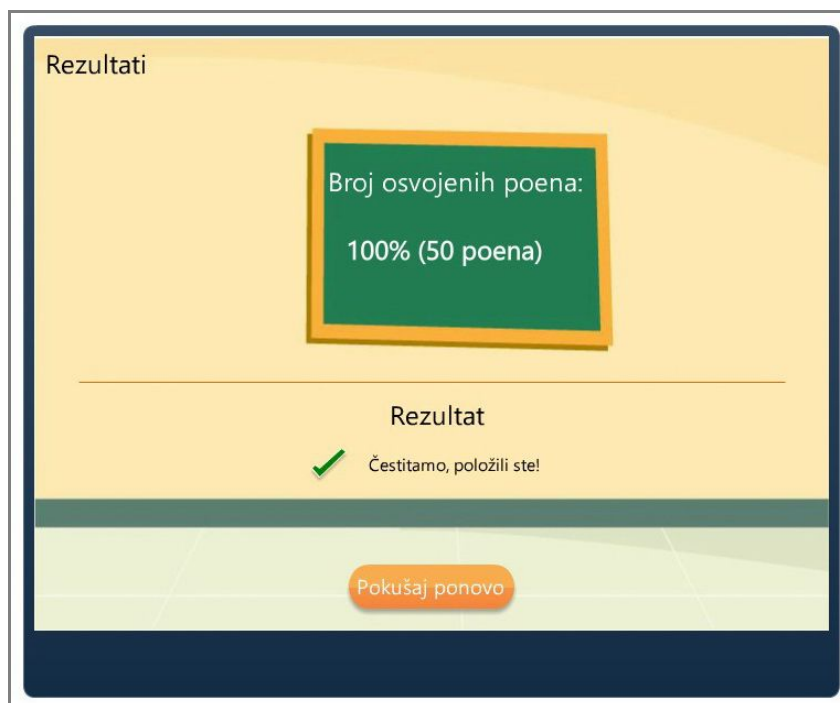 Rezultati
Broj osvojenih poena:
100% (50 poena)
Rezultat
Čestitamo, položili ste!
Pokušaj ponovo